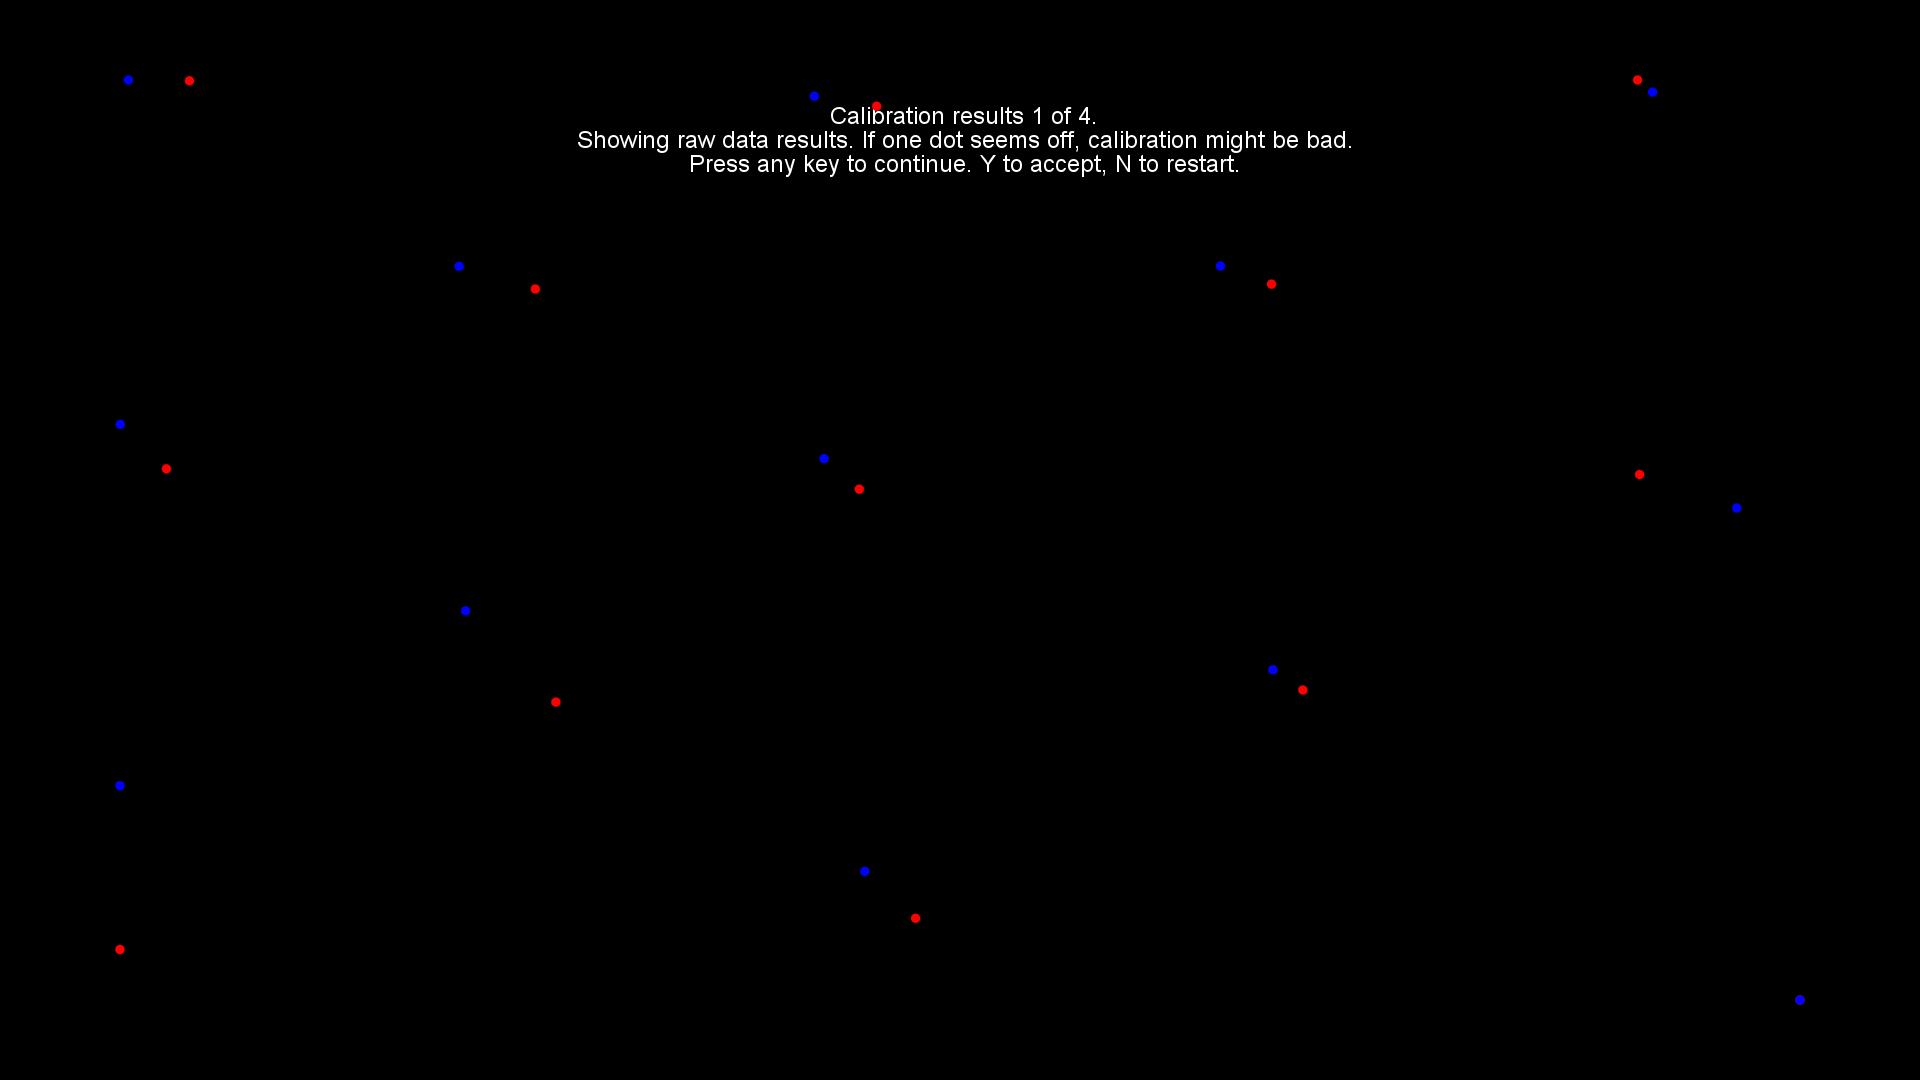 Calibration results 1 of 4.
Showing raw data results. If one dot seems off, calibration might be bad.
Press any key to continue. Y to accept, N to restart.